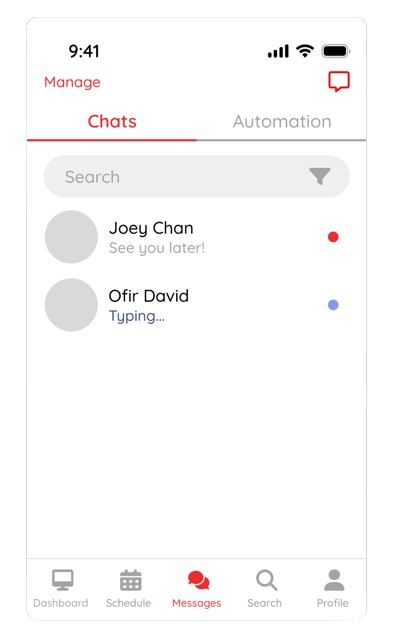 9:41
Manage
Chats
Automation
Search
Joey Chan
See you later!
Ofir David
Typing...
Dashboard
Schedule
Messages
Search
Profile